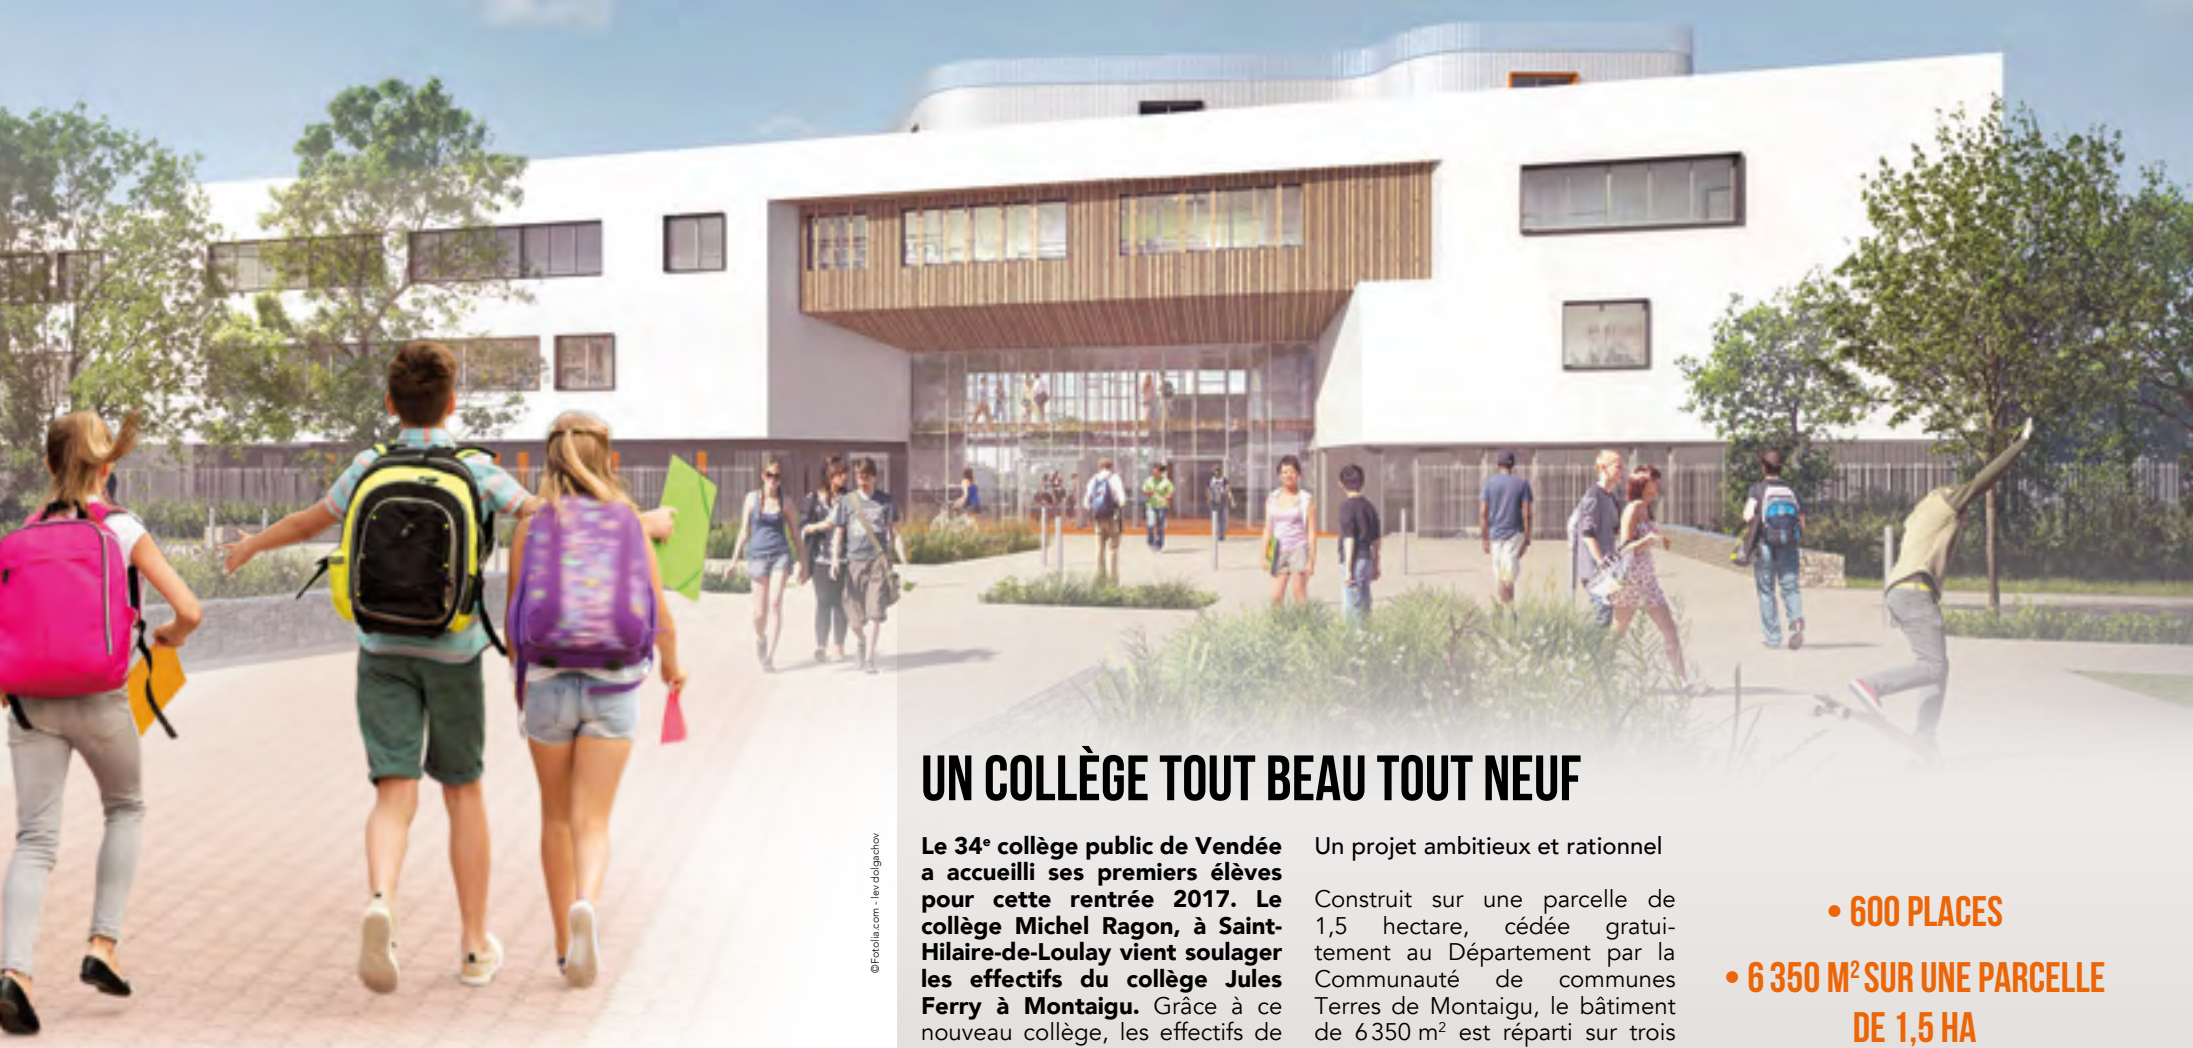 UN COLLÈGE TOUT BEAU TOUT NEUF
Le 34e collège public de Vendée
a accueilli ses premiers élèves
pour cette rentrée 2017. Le
collège Michel Ragon, à Saint-
Hilaire-de-Loulay vient soulager
les effectifs du collège Jules
Ferry à Montaigu. Grâce à ce
nouveau collège, les effectifs de
Un projet ambitieux et rationnel
Construit sur une parcelle de
1,5 hectare, cédée gratui-
tement au Département par la
Communauté de communes
Terres de Montaigu, le bâtiment
de 6 350 m² est réparti sur trois
• 600 PLACES
• 6 350 M² SUR UNE PARCELLE
DE 1,5 HA
©Fotolia.com - lev dolgachov